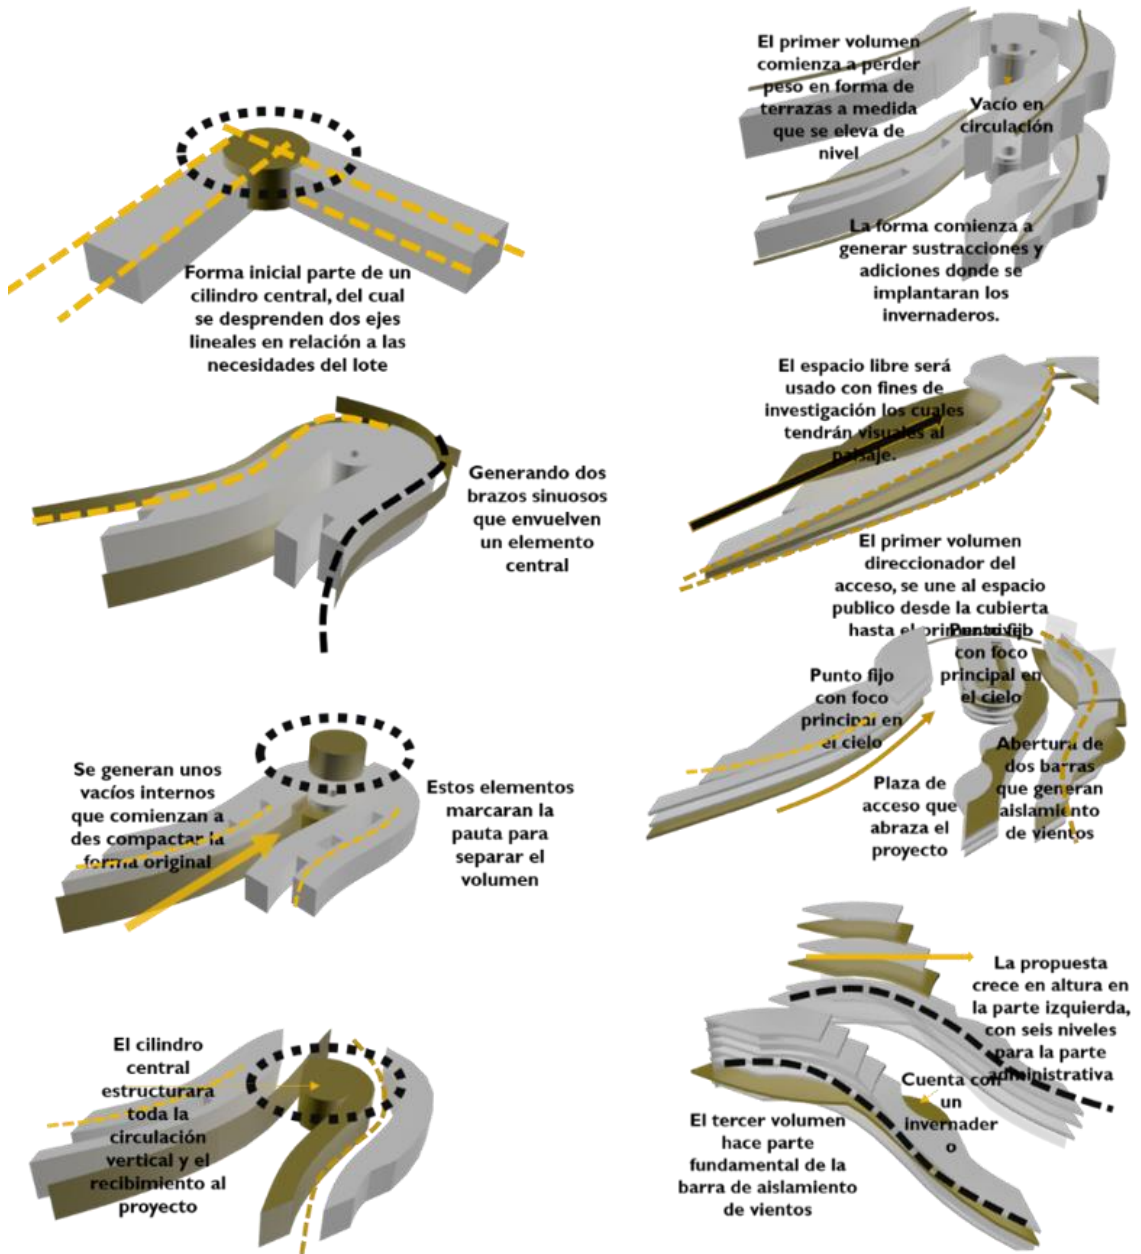 Forma inicial parte de un
cilindro central, del cual
se desprenden dos ejes
lineales en relación a las
necesidades del lote
Generando dos
brazos sinuosos
que envuelven
un elemento
central
Se generan unos
vacíos internos
que comienzan a
des compactar la
forma original
Estos elementos
marcaran la
pauta para
separar el
volumen
El cilindro
central
estructurara
toda la
circulación
vertical y el
recibimiento al
proyecto
El primer volumen
comienza a perder
peso en forma de
terrazas a medida
que se eleva de
nivel
Vacío en
circulación
La forma comienza a
generar sustracciones y
adiciones donde se
implantaran los
invernaderos.
El espacio libre será
usado con fines de
investigación los cuales
tendrán visuales al
paisaje.
El primer volumen
direccionador del
acceso, se une al espacio
publico desde la cubierta
hasta el primer nivel
Punto fijo
con foco
principal en
el cielo
Punto fijo
con foco
principal en
el cielo
Plaza de
acceso que
abraza el
proyecto
Abertura de
dos barras
que generan
aislamiento
de vientos
La propuesta
crece en altura en
la parte izquierda,
con seis niveles
para la parte
administrativa
Cuenta con
un
invernader
o
El tercer volumen
hace parte
fundamental de la
barra de aislamiento
de vientos